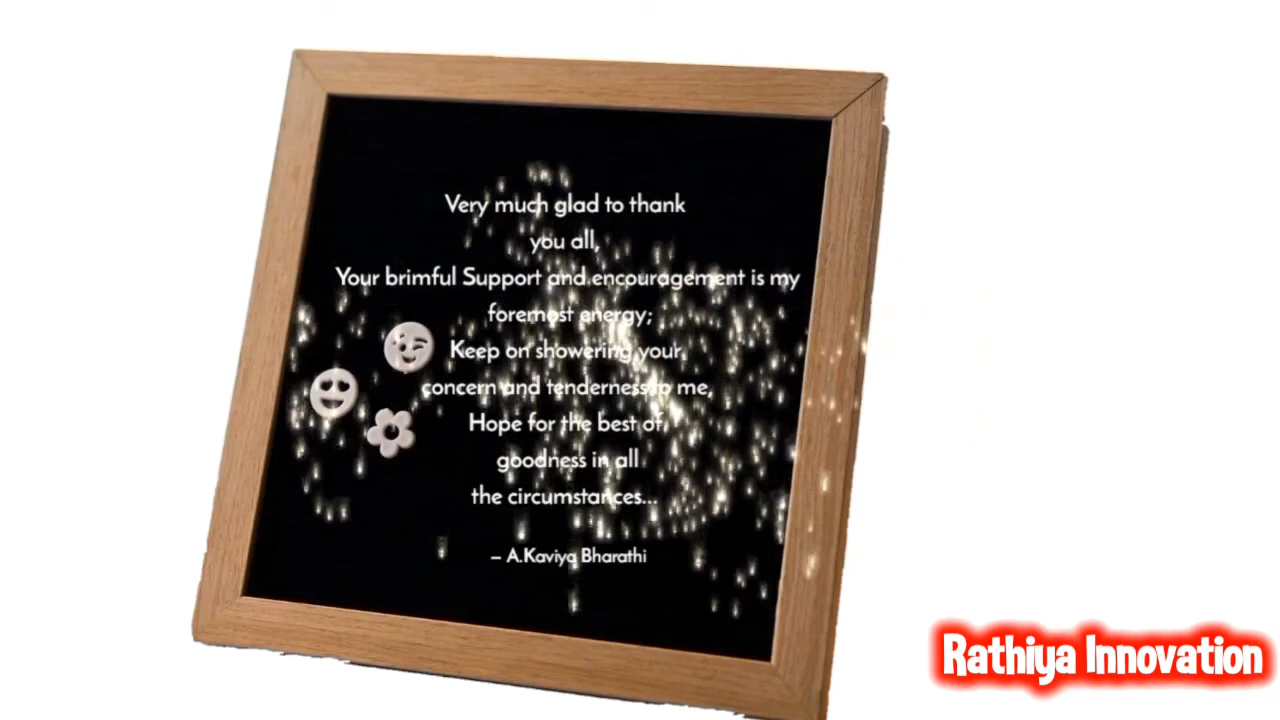 Very much glad to thank
you all,
Your brimful Support and encouragement is my
foremost energy;
Keep on showering your,
concern and tenderness to me,
Hope for the best of,
goodness in all
the circumstances...
– A.Kaviya Bharathi
Rathiya Innovation